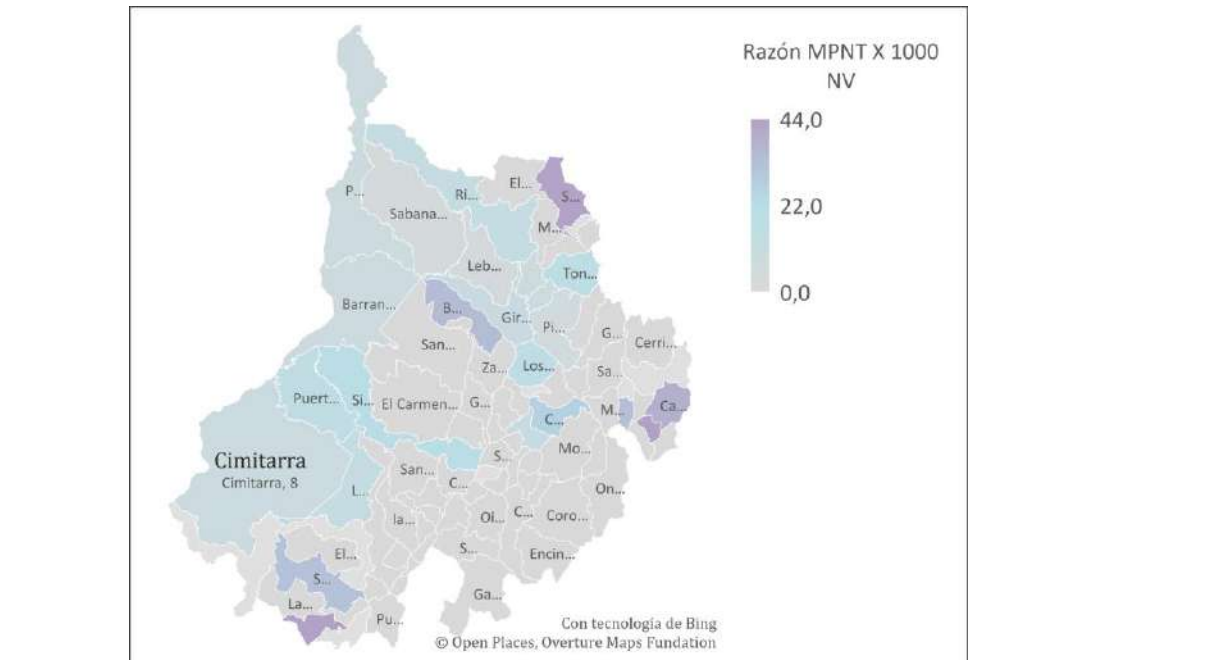 Razón MPNT X 1000
NV
44,0
22,0
0,0
El...
S...
P...
Ri...
Sabana...
M...
Leb...
Ton...
Barran...
B...
Gir...
Pi...
G...
Cerri...
San...
Za...
Los...
Sa...
Puert...
Si...
El Carmen...
G...
C...
M...
Ca...
Mo...
S...
Cimitarra
Cimitarra, 8
San...
C...
L...
On...
Ia...
Oi...
C...
Coro...
El...
S...
Encin...
S...
Ga...
La...
Pu...
Con tecnología de Bing
© Open Places, Overture Maps Fundation